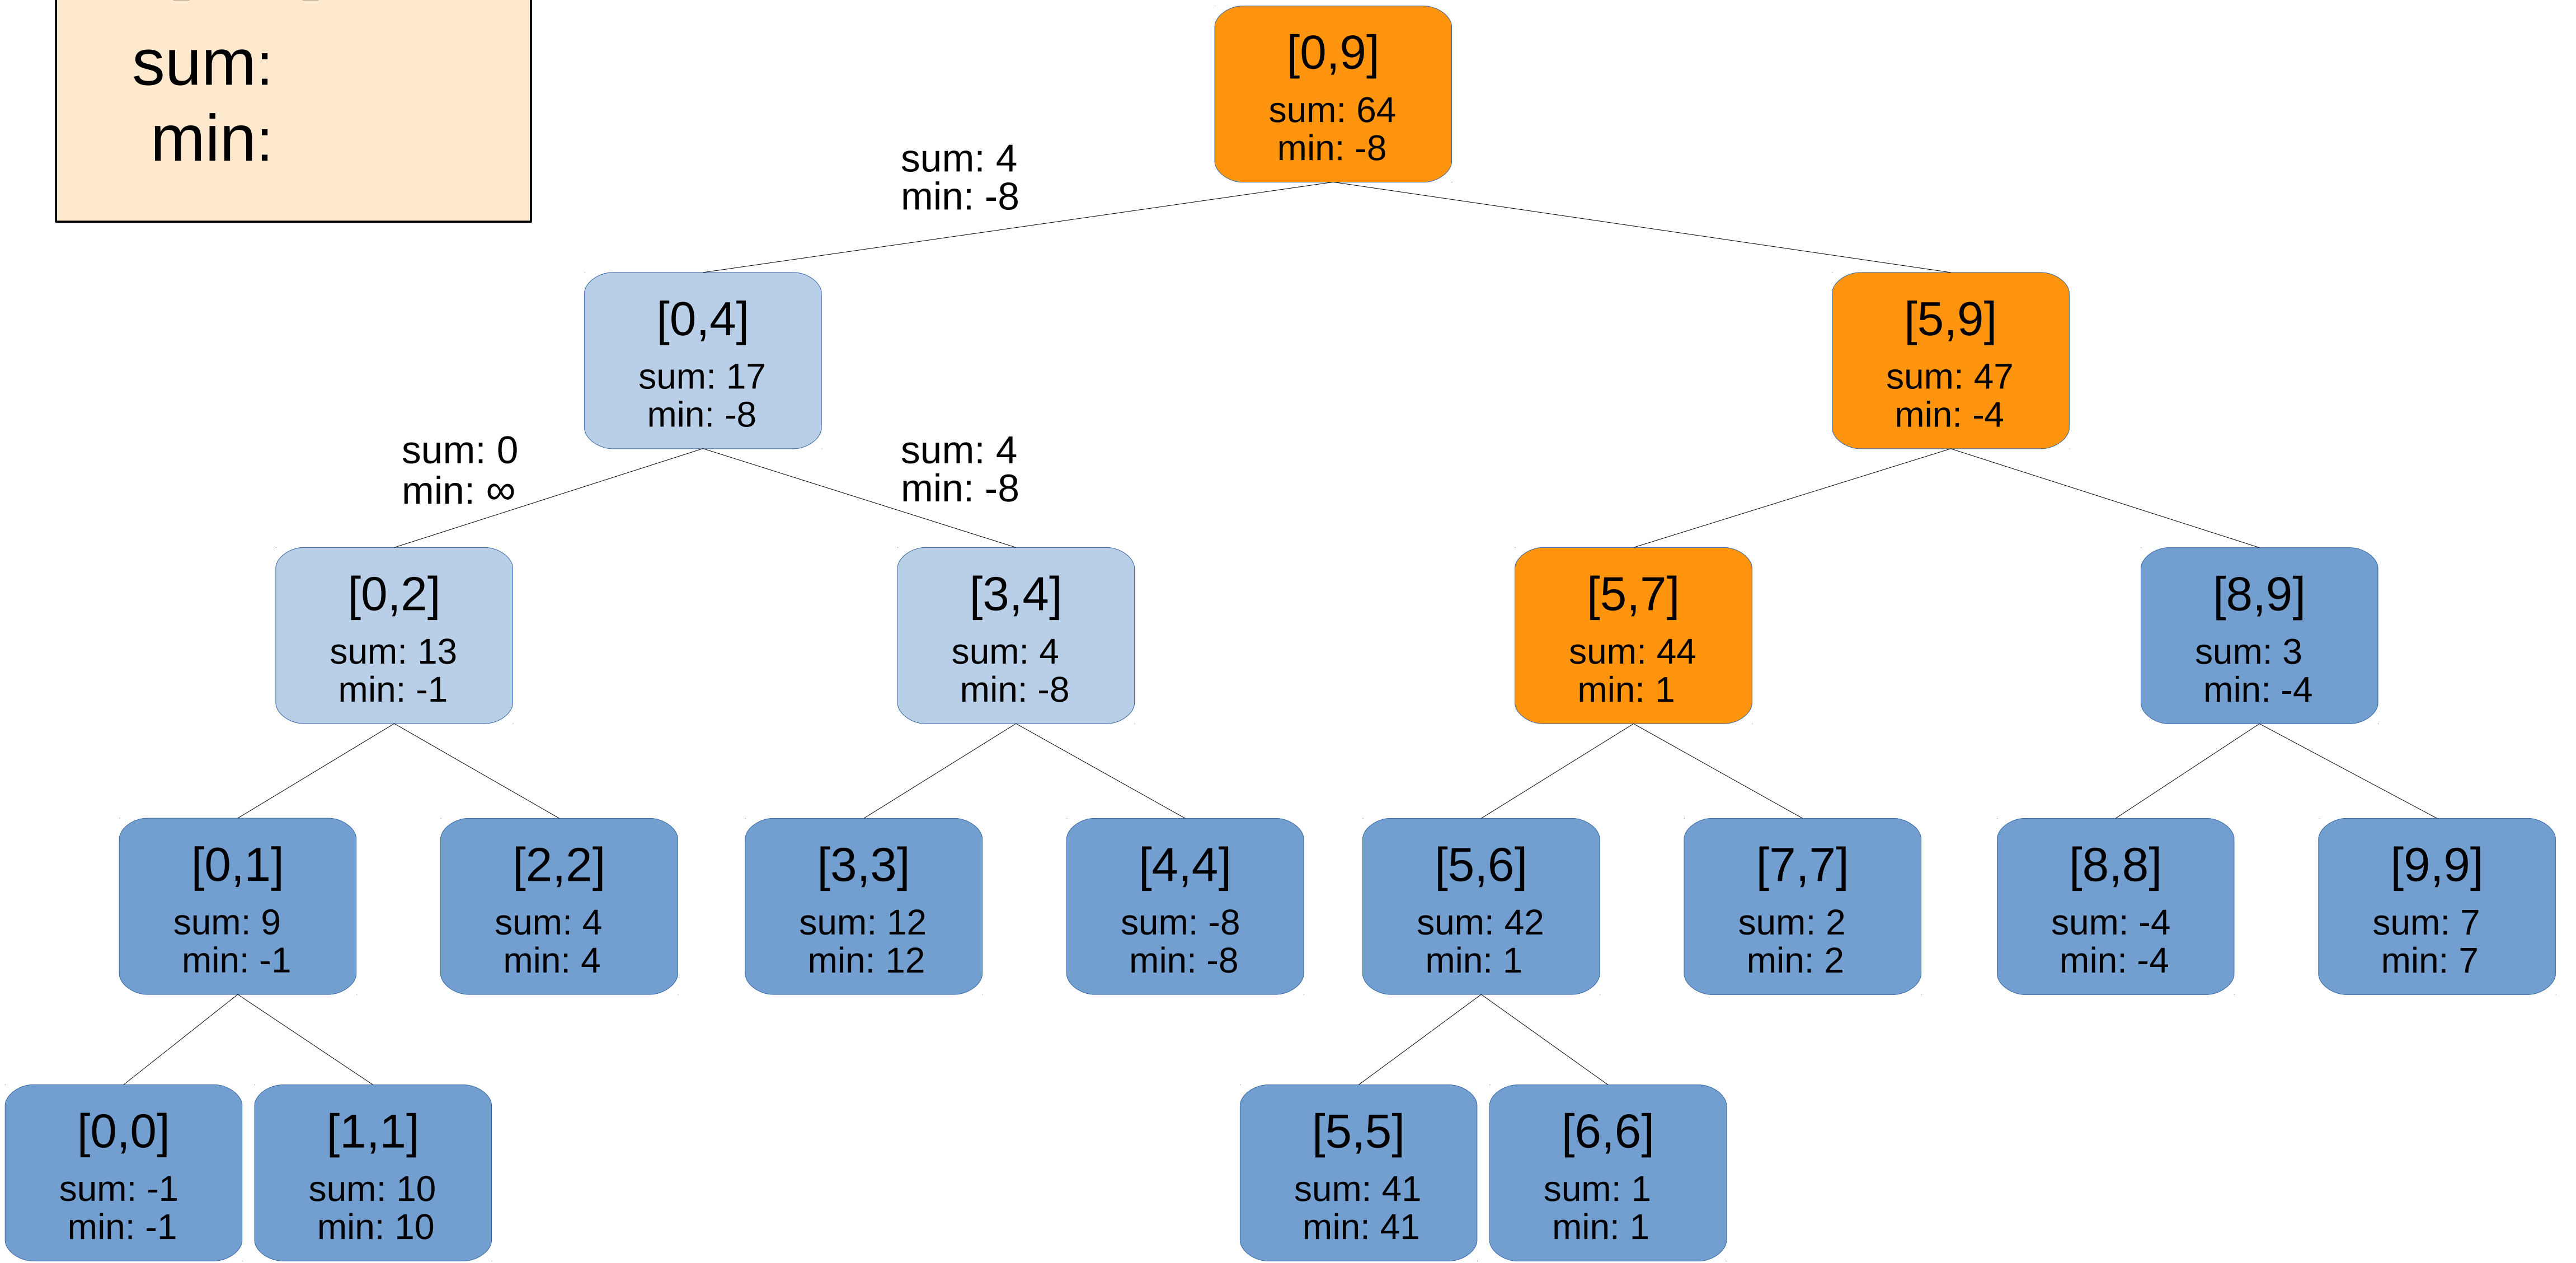 sum:
min:
[0,9]
sum: 64
min: -8
sum: 4
min: -8
[0,4]
sum: 17
min: -8
[5,9]
sum: 47
min: -4
sum: 0
min: ∞
sum: 4
min: -8
[0,2]
sum: 13
min: -1
[3,4]
sum: 4
min: -8
[5,7]
sum: 44
min: 1
[8,9]
sum: 3
min: -4
[0,1]
sum: 9
min: -1
[2,2]
sum: 4
min: 4
[3,3]
sum: 12
min: 12
[4,4]
sum: -8
min: -8
[5,6]
sum: 42
min: 1
[7,7]
sum: 2
min: 2
[8,8]
sum: -4
min: -4
[9,9]
sum: 7
min: 7
[0,0]
sum: -1
min: -1
[1,1]
sum: 10
min: 10
[5,5]
sum: 41
min: 41
[6,6]
sum: 1
min: 1